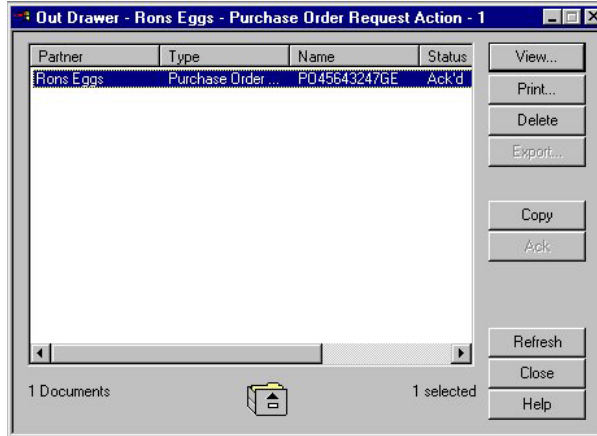 Out Drawer - Rons Eggs - Purchase Order Request Action - 1
Partner Type Name Status
Rons Eggs Purchase Order ... PO45643247GE Ack'd
View...
Print...
Delete
Export...
Copy
Ack
Refresh
Close
Help
1 Documents 1 selected